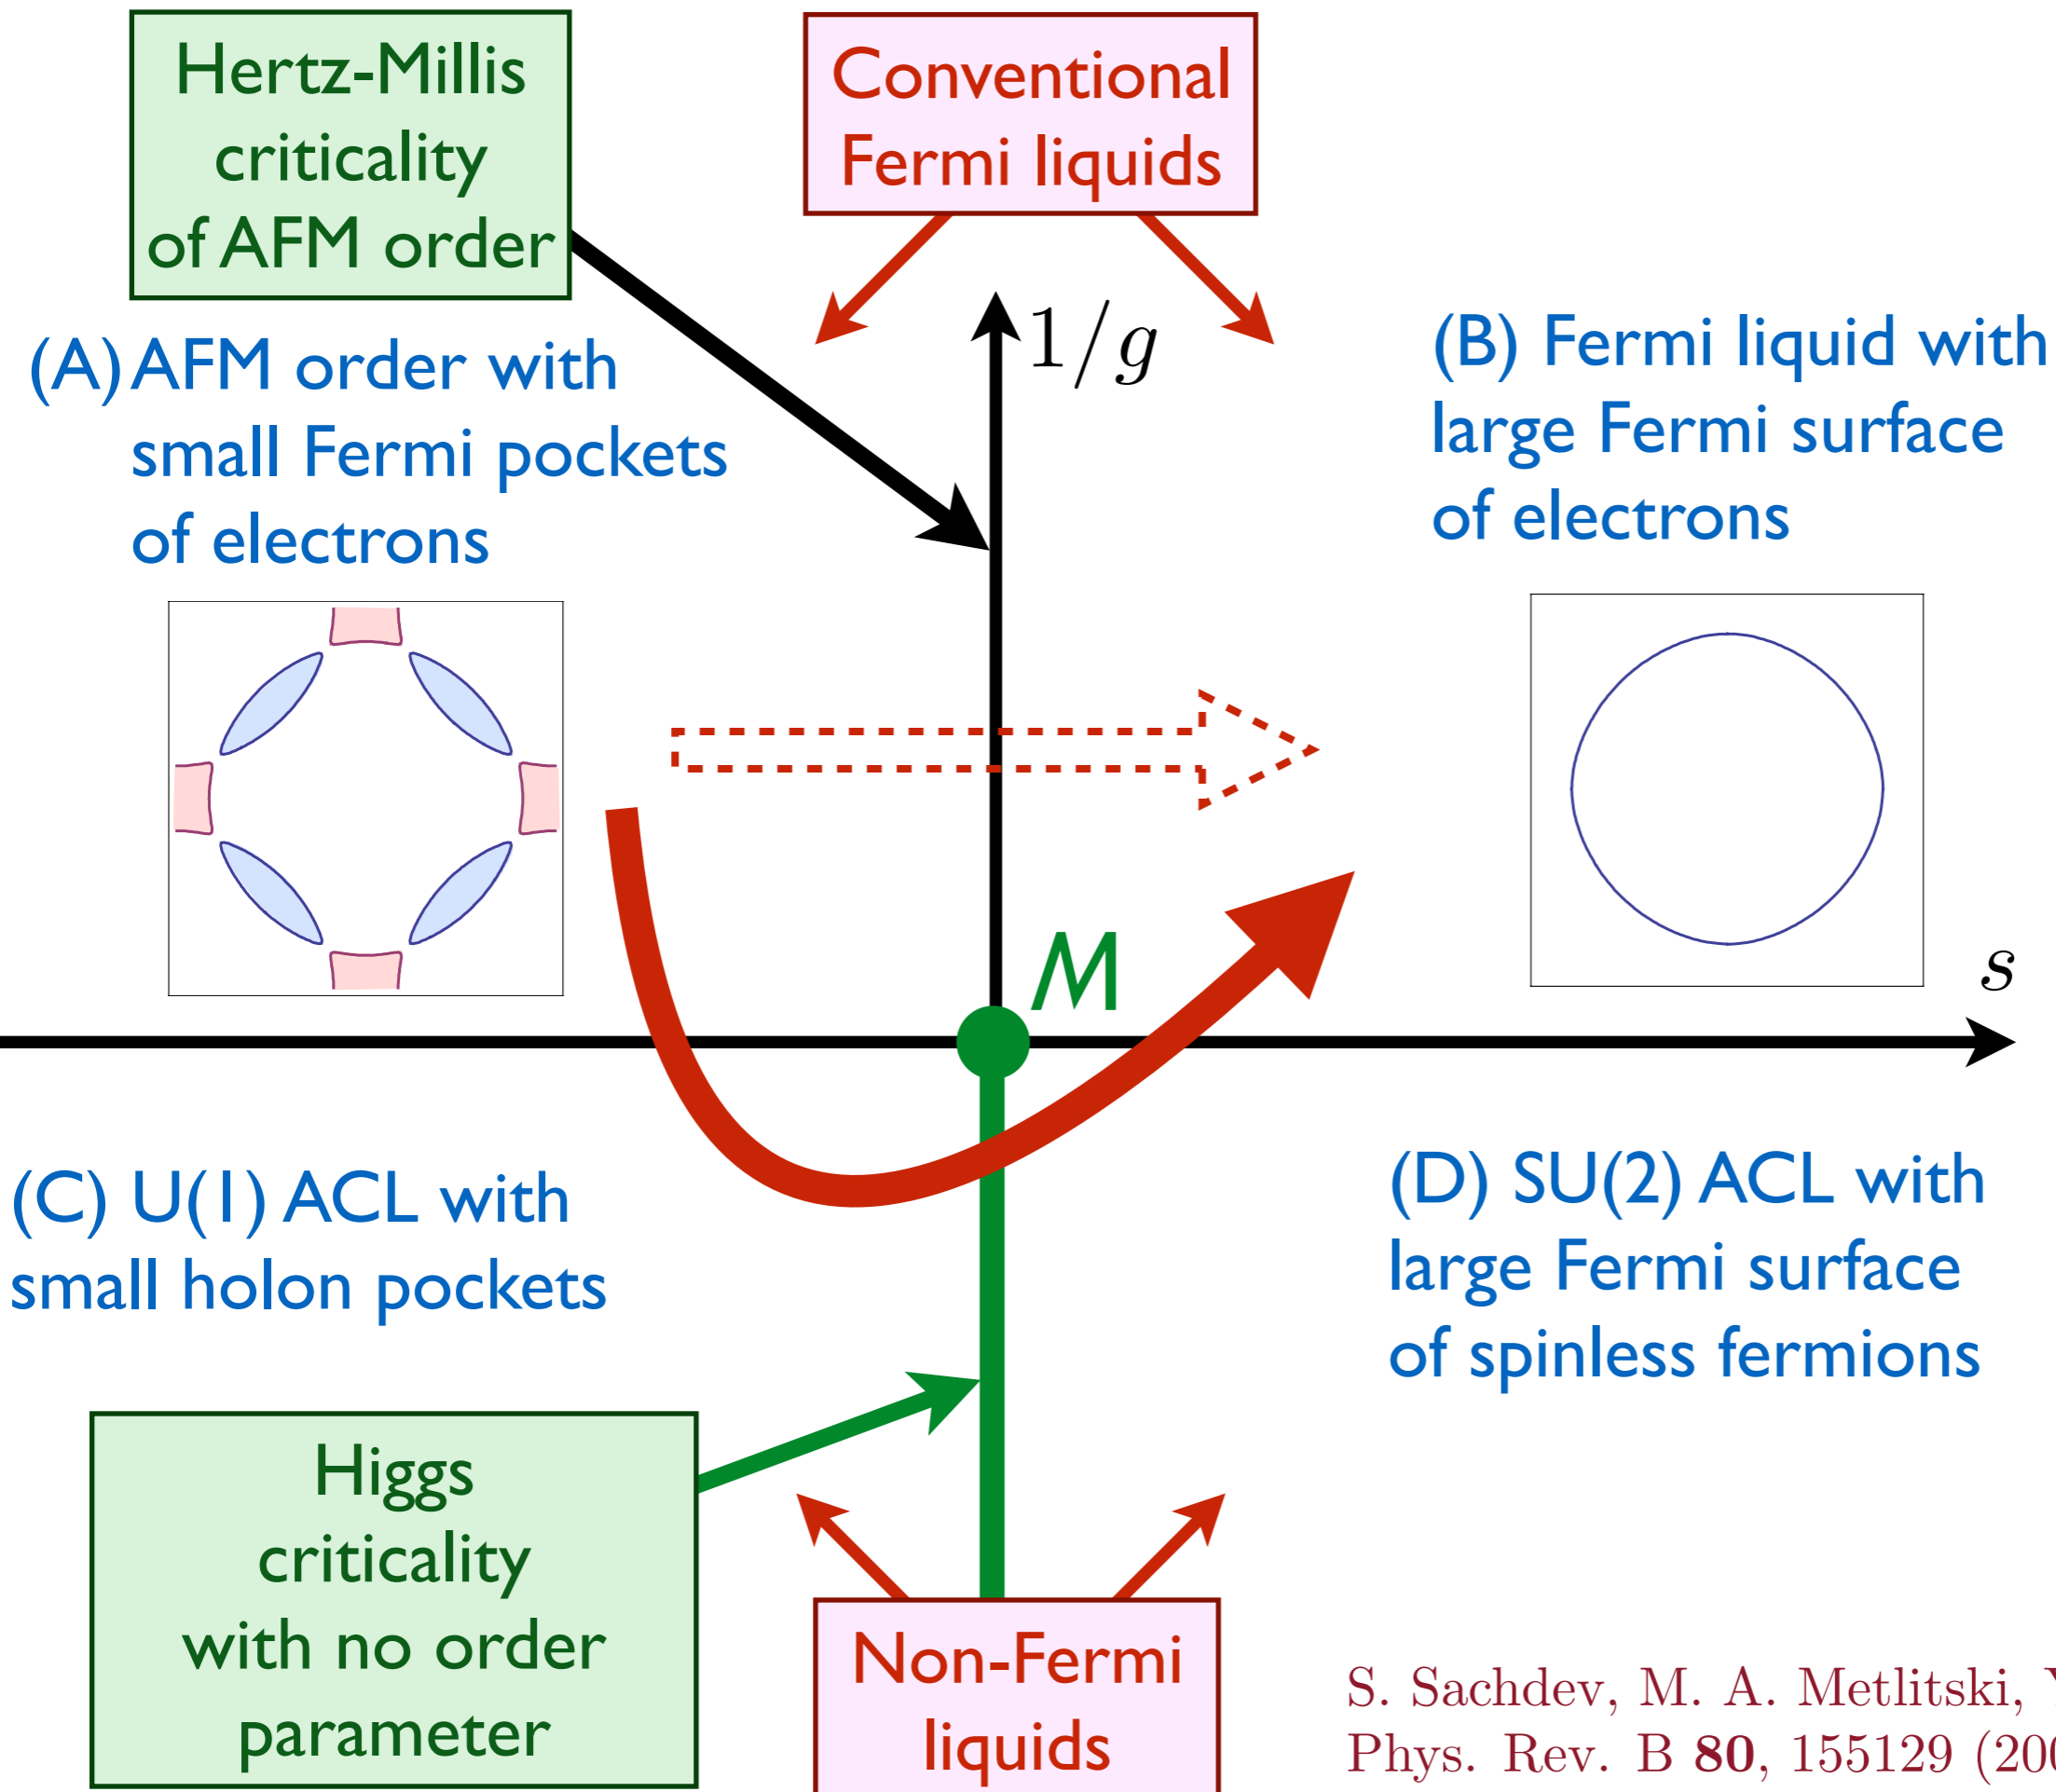 Hertz-Millis
criticality
of AFM order
Conventional
Fermi liquids
1/g
(A) AFM order with
small Fermi pockets
of electrons
(B) Fermi liquid with
large Fermi surface
of electrons
M
s
(C) U(1) ACL with
small holon pockets
(D) SU(2) ACL with
large Fermi surface
of spinless fermions
Higgs
criticality
with no order
parameter
Non-Fermi
liquids
S. Sachdev, M. A. Metlitski,
Phys. Rev. B 80, 155129